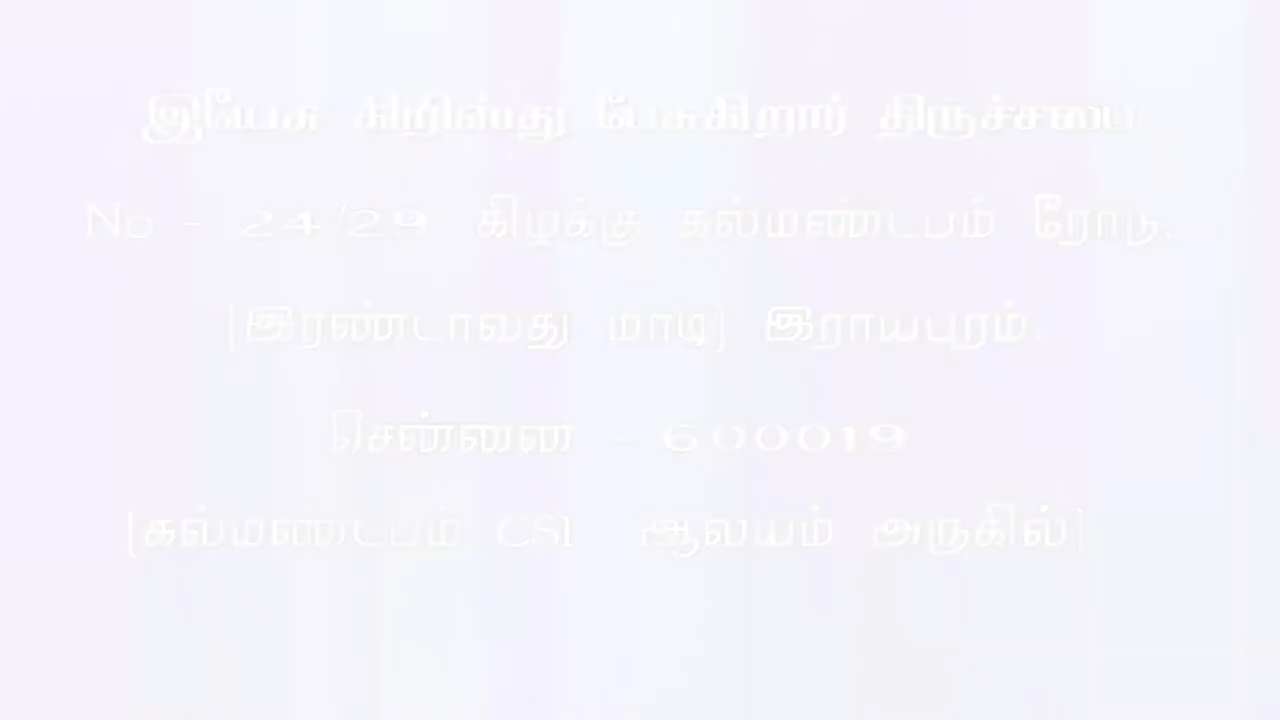 இயேசு கிறிஸ்து பேசுகிறார் திருச்சபை
No - 24/29 கிழக்கு கல்மண்டபம் ரோடு,
(இரண்டாவது மாடி) இராயபுரம்,
சென்னை - 600019
(கல்மண்டபம் CSI ஆலயம் அருகில்)